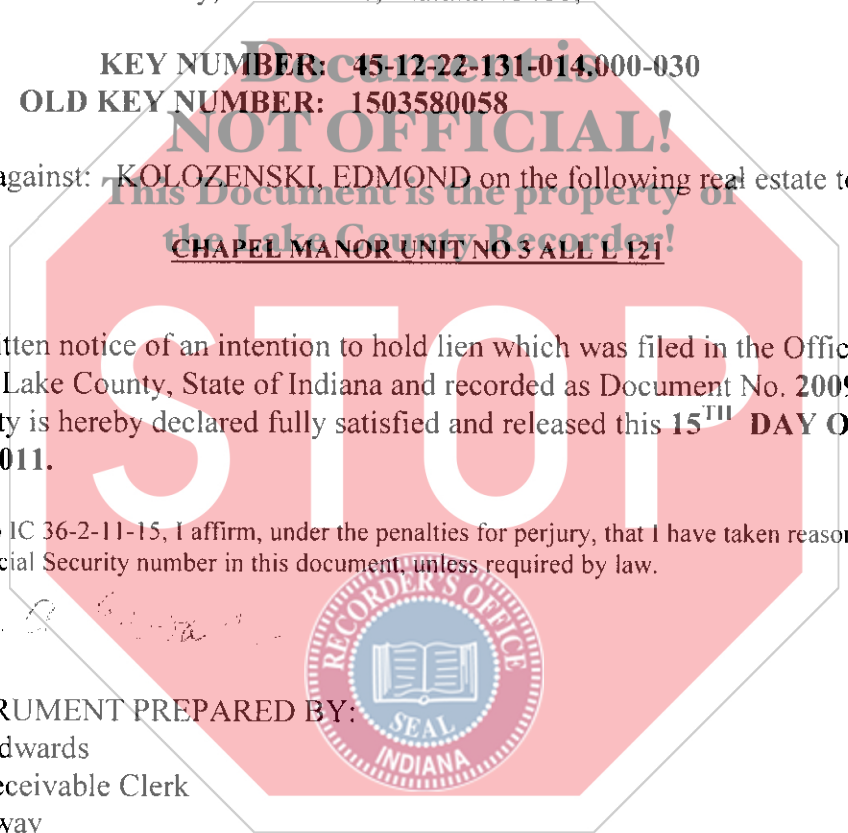 KEY NUMBER: 45-12-22-131-014.000-030
OLD KEY NUMBER: 1503580058
Document is
NOT OFFICIAL!
against: KOLOZENSKI, EDMOND on the following real estate to
This Document is the property of
the Lake County Recorder!
CHAPEL MANOR UNIT NO 3 ALL L 121
STOP
itten notice of an intention to hold lien which was filed in the Offic
Lake County, State of Indiana and recorded as Document No. 2009
ty is hereby declared fully satisfied and released this 15TH DAY O
011.
o IC 36-2-11-15, I affirm, under the penalties for perjury, that I have taken reason
cial Security number in this document, unless required by law.
RECORDER'S OFFICE
SEAL
INDIANA
RUMENT PREPARED BY:
dwards
eceivable Clerk
way